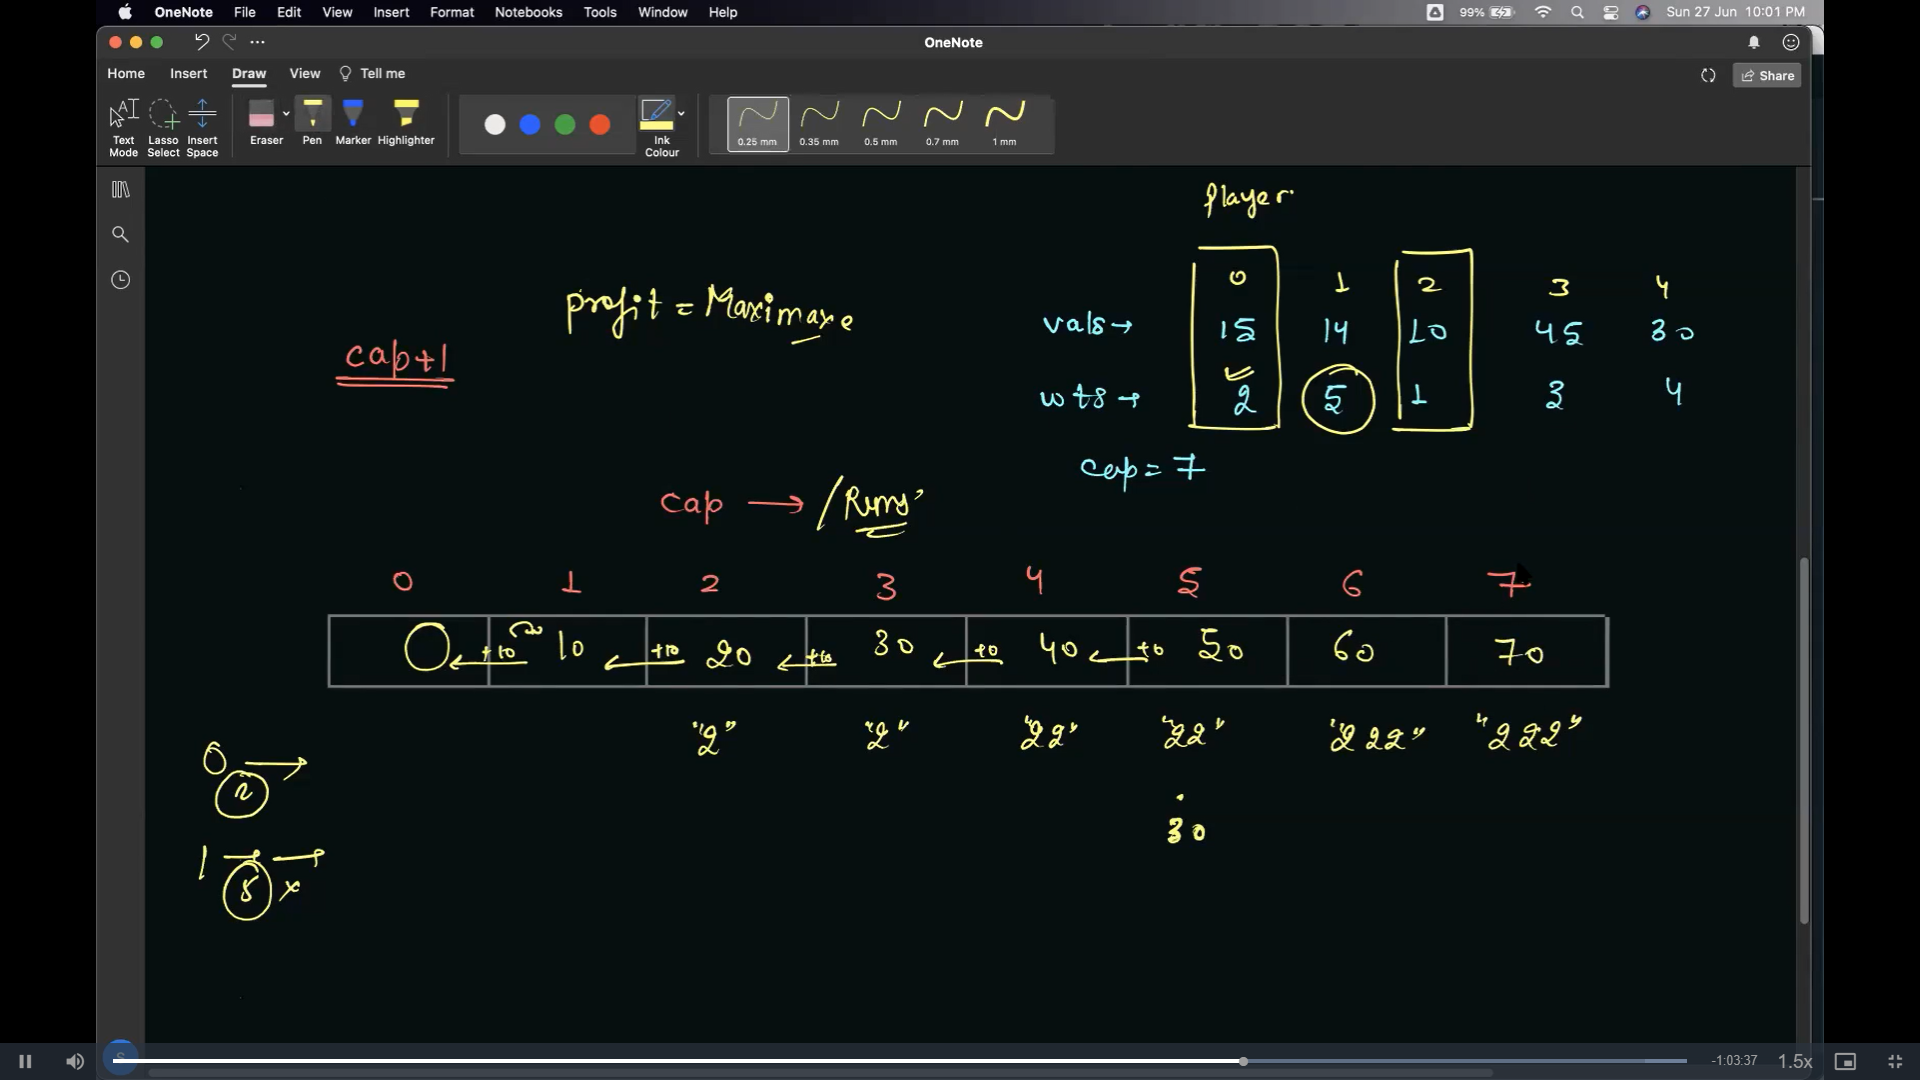 OneNote File Edit View Insert Format Notebooks Tools Window Help 99% Sun 27 Jun 10:01 PM
OneNote
Home Insert Draw View Tell me Share
Text Mode Lasso Select Insert Space Eraser Pen Marker Highlighter Ink Colour 0.25 mm 0.35 mm 0.5 mm 0.7 mm 1 mm
Player
0 1 2 3 4
profit = Maximaxe
vals → 15 14 10 45 30
cap+1
wts → 2 5 1 3 4
cap = 7
cap → / Runs
0 1 2 3 4 5 6 7
0 +10 10 +10 20 +10 30 +0 40 +0 50 60 70
"2" "2" "22" "22" "222" "222"
0 →
2
30
1 → →
5 x
S -1:03:37 1.5x